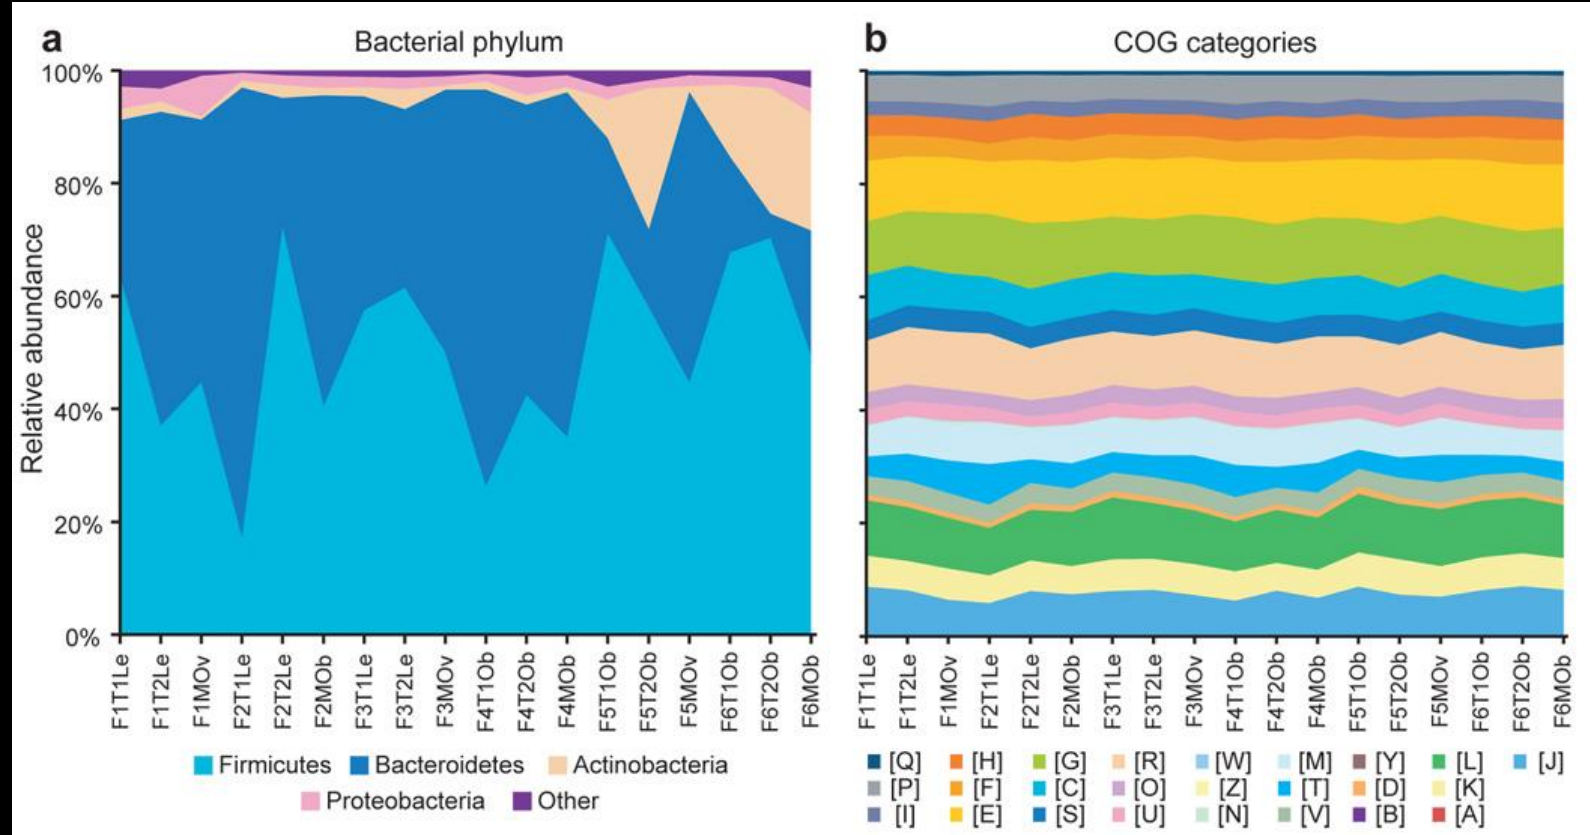 a
Bacterial phylum
b
COG categories
Relative abundance
100%
80%
60%
40%
20%
0%
F1T1Le
F1T2Le
F1MOv
F2T1Le
F2T2Le
F2MOb
F3T1Le
F3T2Le
F3MOv
F4T1Ob
F4T2Ob
F4MOb
F5T1Ob
F5T2Ob
F5MOv
F6T1Ob
F6T2Ob
F6MOb
F1T1Le
F1T2Le
F1MOv
F2T1Le
F2T2Le
F2MOb
F3T1Le
F3T2Le
F3MOv
F4T1Ob
F4T2Ob
F4MOb
F5T1Ob
F5T2Ob
F5MOv
F6T1Ob
F6T2Ob
F6MOb
Firmicutes Bacteroidetes Actinobacteria
Proteobacteria Other
[Q] [H] [G] [R] [W] [M] [Y] [L] [J]
[P] [F] [C] [O] [Z] [T] [D] [K]
[I] [E] [S] [U] [N] [V] [B] [A]